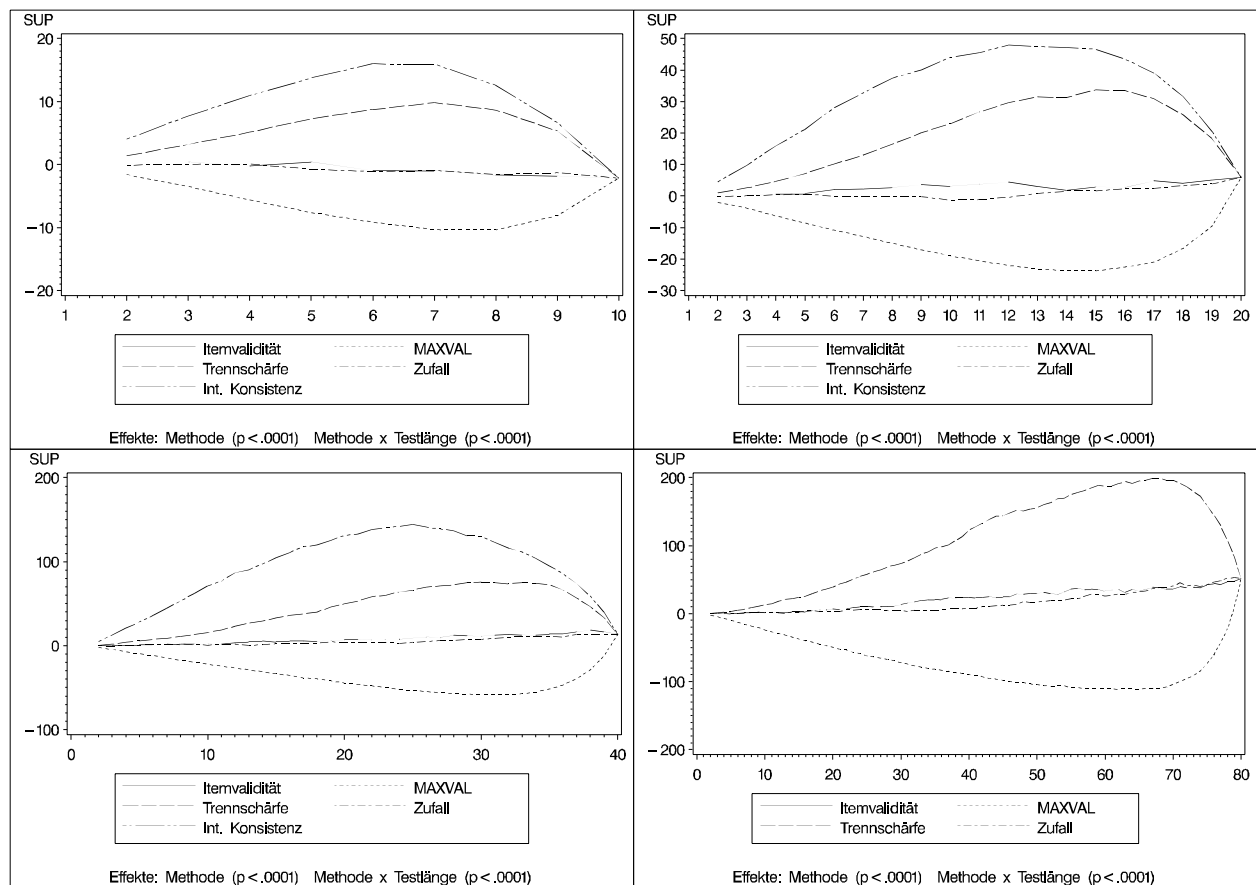 SUP
20
10
0
−10
−20
1 2 3 4 5 6 7 8 9 10
Itemvalidität MAXVAL
Trennschärfe Zufall
Int. Konsistenz
Effekte: Methode (p<.0001) Methode x Testlänge (p<.0001)
SUP
50
40
30
20
10
0
−10
−20
−30
1 2 3 4 5 6 7 8 9 10 11 12 13 14 15 16 17 18 19 20
Itemvalidität MAXVAL
Trennschärfe Zufall
Int. Konsistenz
Effekte: Methode (p<.0001) Methode x Testlänge (p<.0001)
SUP
200
100
0
−100
0 10 20 30 40
Itemvalidität MAXVAL
Trennschärfe Zufall
Int. Konsistenz
Effekte: Methode (p<.0001) Methode x Testlänge (p<.0001)
SUP
200
100
0
−100
−200
0 10 20 30 40 50 60 70 80
Itemvalidität MAXVAL
Trennschärfe Zufall
Effekte: Methode (p<.0001) Methode x Testlänge (p<.0001)